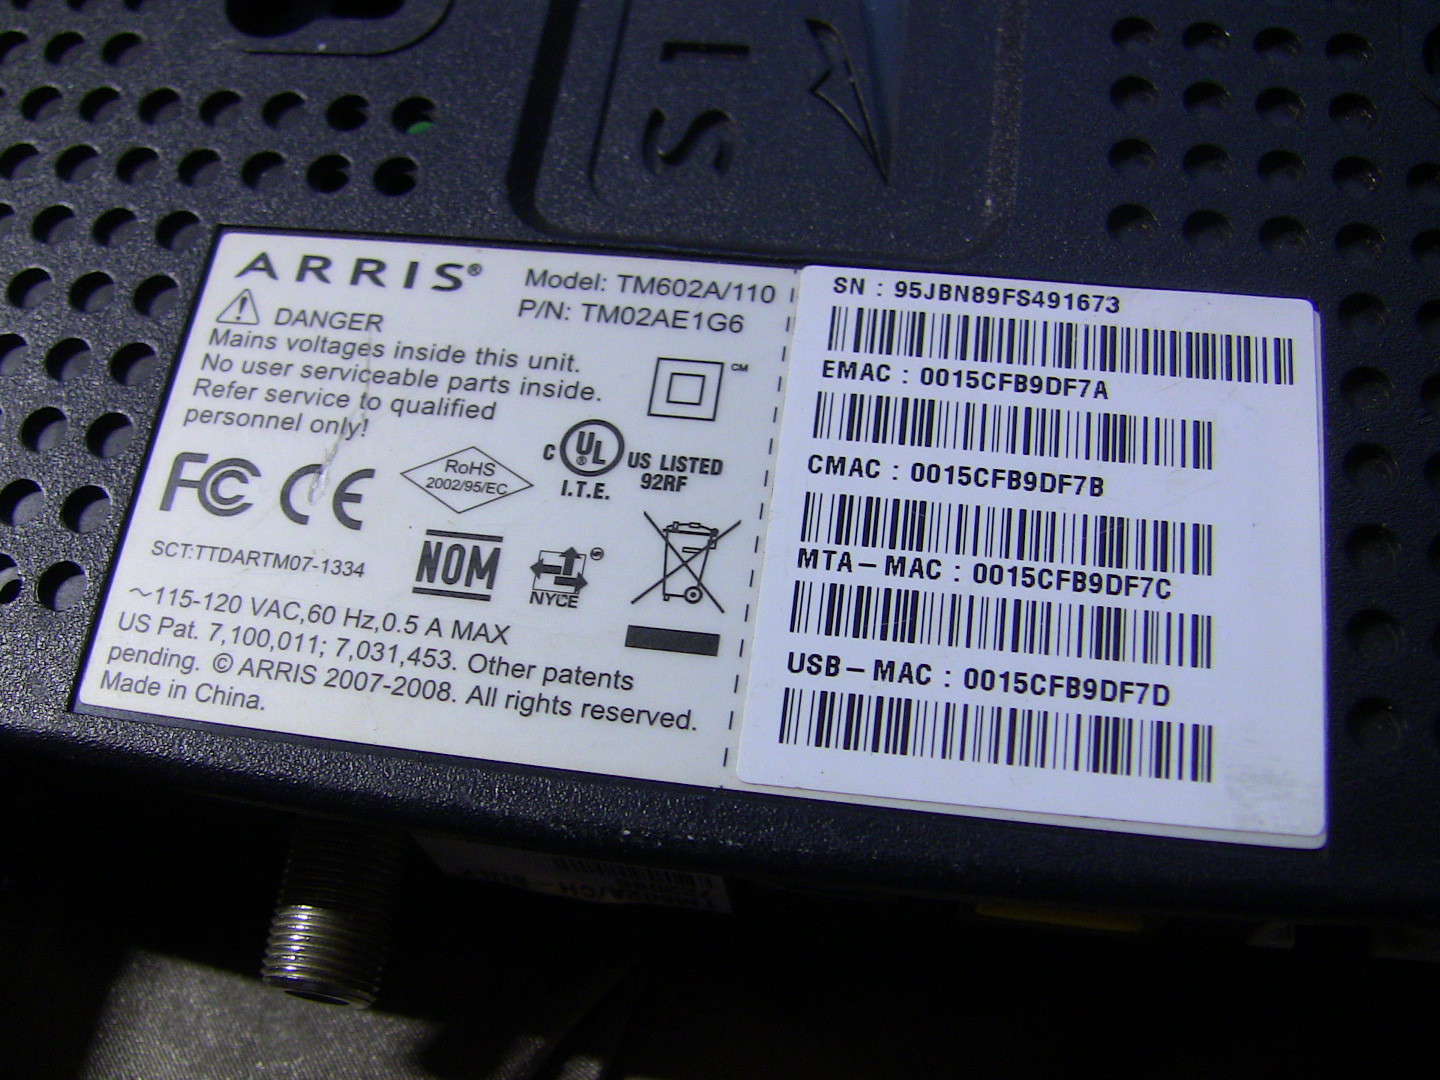 IS
ARRIS®
Model: TM602A/110
P/N: TM02AE1G6
DANGER
Mains voltages inside this unit.
No user serviceable parts inside.
Refer service to qualified
personnel only!
CM
FC CE
RoHS
2002/95/EC
C UL ® US LISTED
I.T.E. 92RF
SCT:TTDARTM07-1334
NOM
NYCE
~115-120 VAC,60 Hz,0.5 A MAX
US Pat. 7,100,011; 7,031,453. Other patents
pending. © ARRIS 2007-2008. All rights reserved.
Made in China.
SN : 95JBN89FS491673
EMAC : 0015CFB9DF7A
CMAC : 0015CFB9DF7B
MTA-MAC : 0015CFB9DF7C
USB-MAC : 0015CFB9DF7D